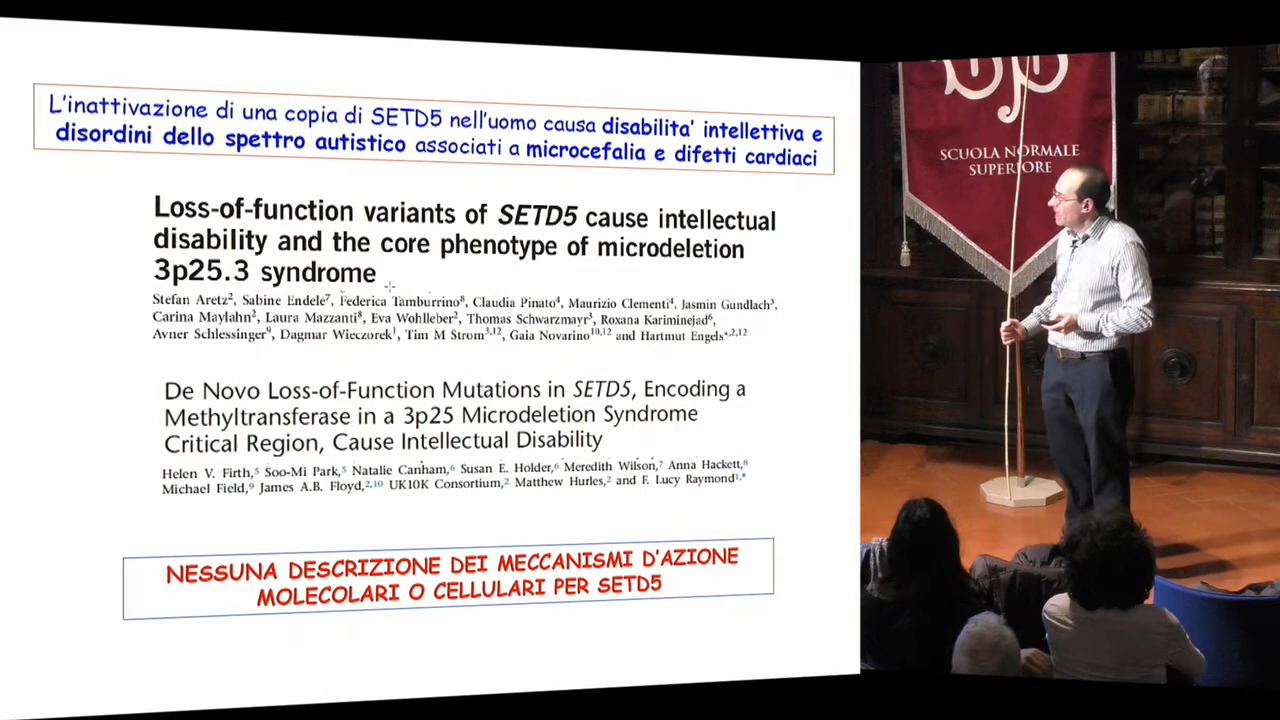 L'inattivazione di una copia di SETD5 nell'uomo causa disabilita' intellettiva e
disordini dello spettro autistico associati a microcefalia e difetti cardiaci
Loss-of-function variants of SETD5 cause intellectual
disability and the core phenotype of microdeletion
3p25.3 syndrome
Stefan Aretz², Sabine Endele⁷, Federica Tamburrino⁸, Claudia Pinato⁴, Maurizio Clementi⁴, Jasmin Gundlach³,
Carina Maylahn², Laura Mazzanti⁸, Eva Wohlleber², Thomas Schwarzmayr³, Roxana Kariminejad⁶,
Avner Schlessinger⁹, Dagmar Wieczorek¹, Tim M Strom³,¹², Gaia Novarino¹⁰,¹² and Hartmut Engels*,²,¹²
De Novo Loss-of-Function Mutations in SETD5, Encoding a
Methyltransferase in a 3p25 Microdeletion Syndrome
Critical Region, Cause Intellectual Disability
Helen V. Firth,⁵ Soo-Mi Park,⁵ Natalie Canham,⁶ Susan E. Holder,⁶ Meredith Wilson,⁷ Anna Hackett,⁸
Michael Field,⁹ James A.B. Floyd,²,¹⁰ UK10K Consortium,² Matthew Hurles,² and F. Lucy Raymond¹,*
NESSUNA DESCRIZIONE DEI MECCANISMI D'AZIONE
MOLECOLARI O CELLULARI PER SETD5
SCUOLA NORMALE
SUPERIORE